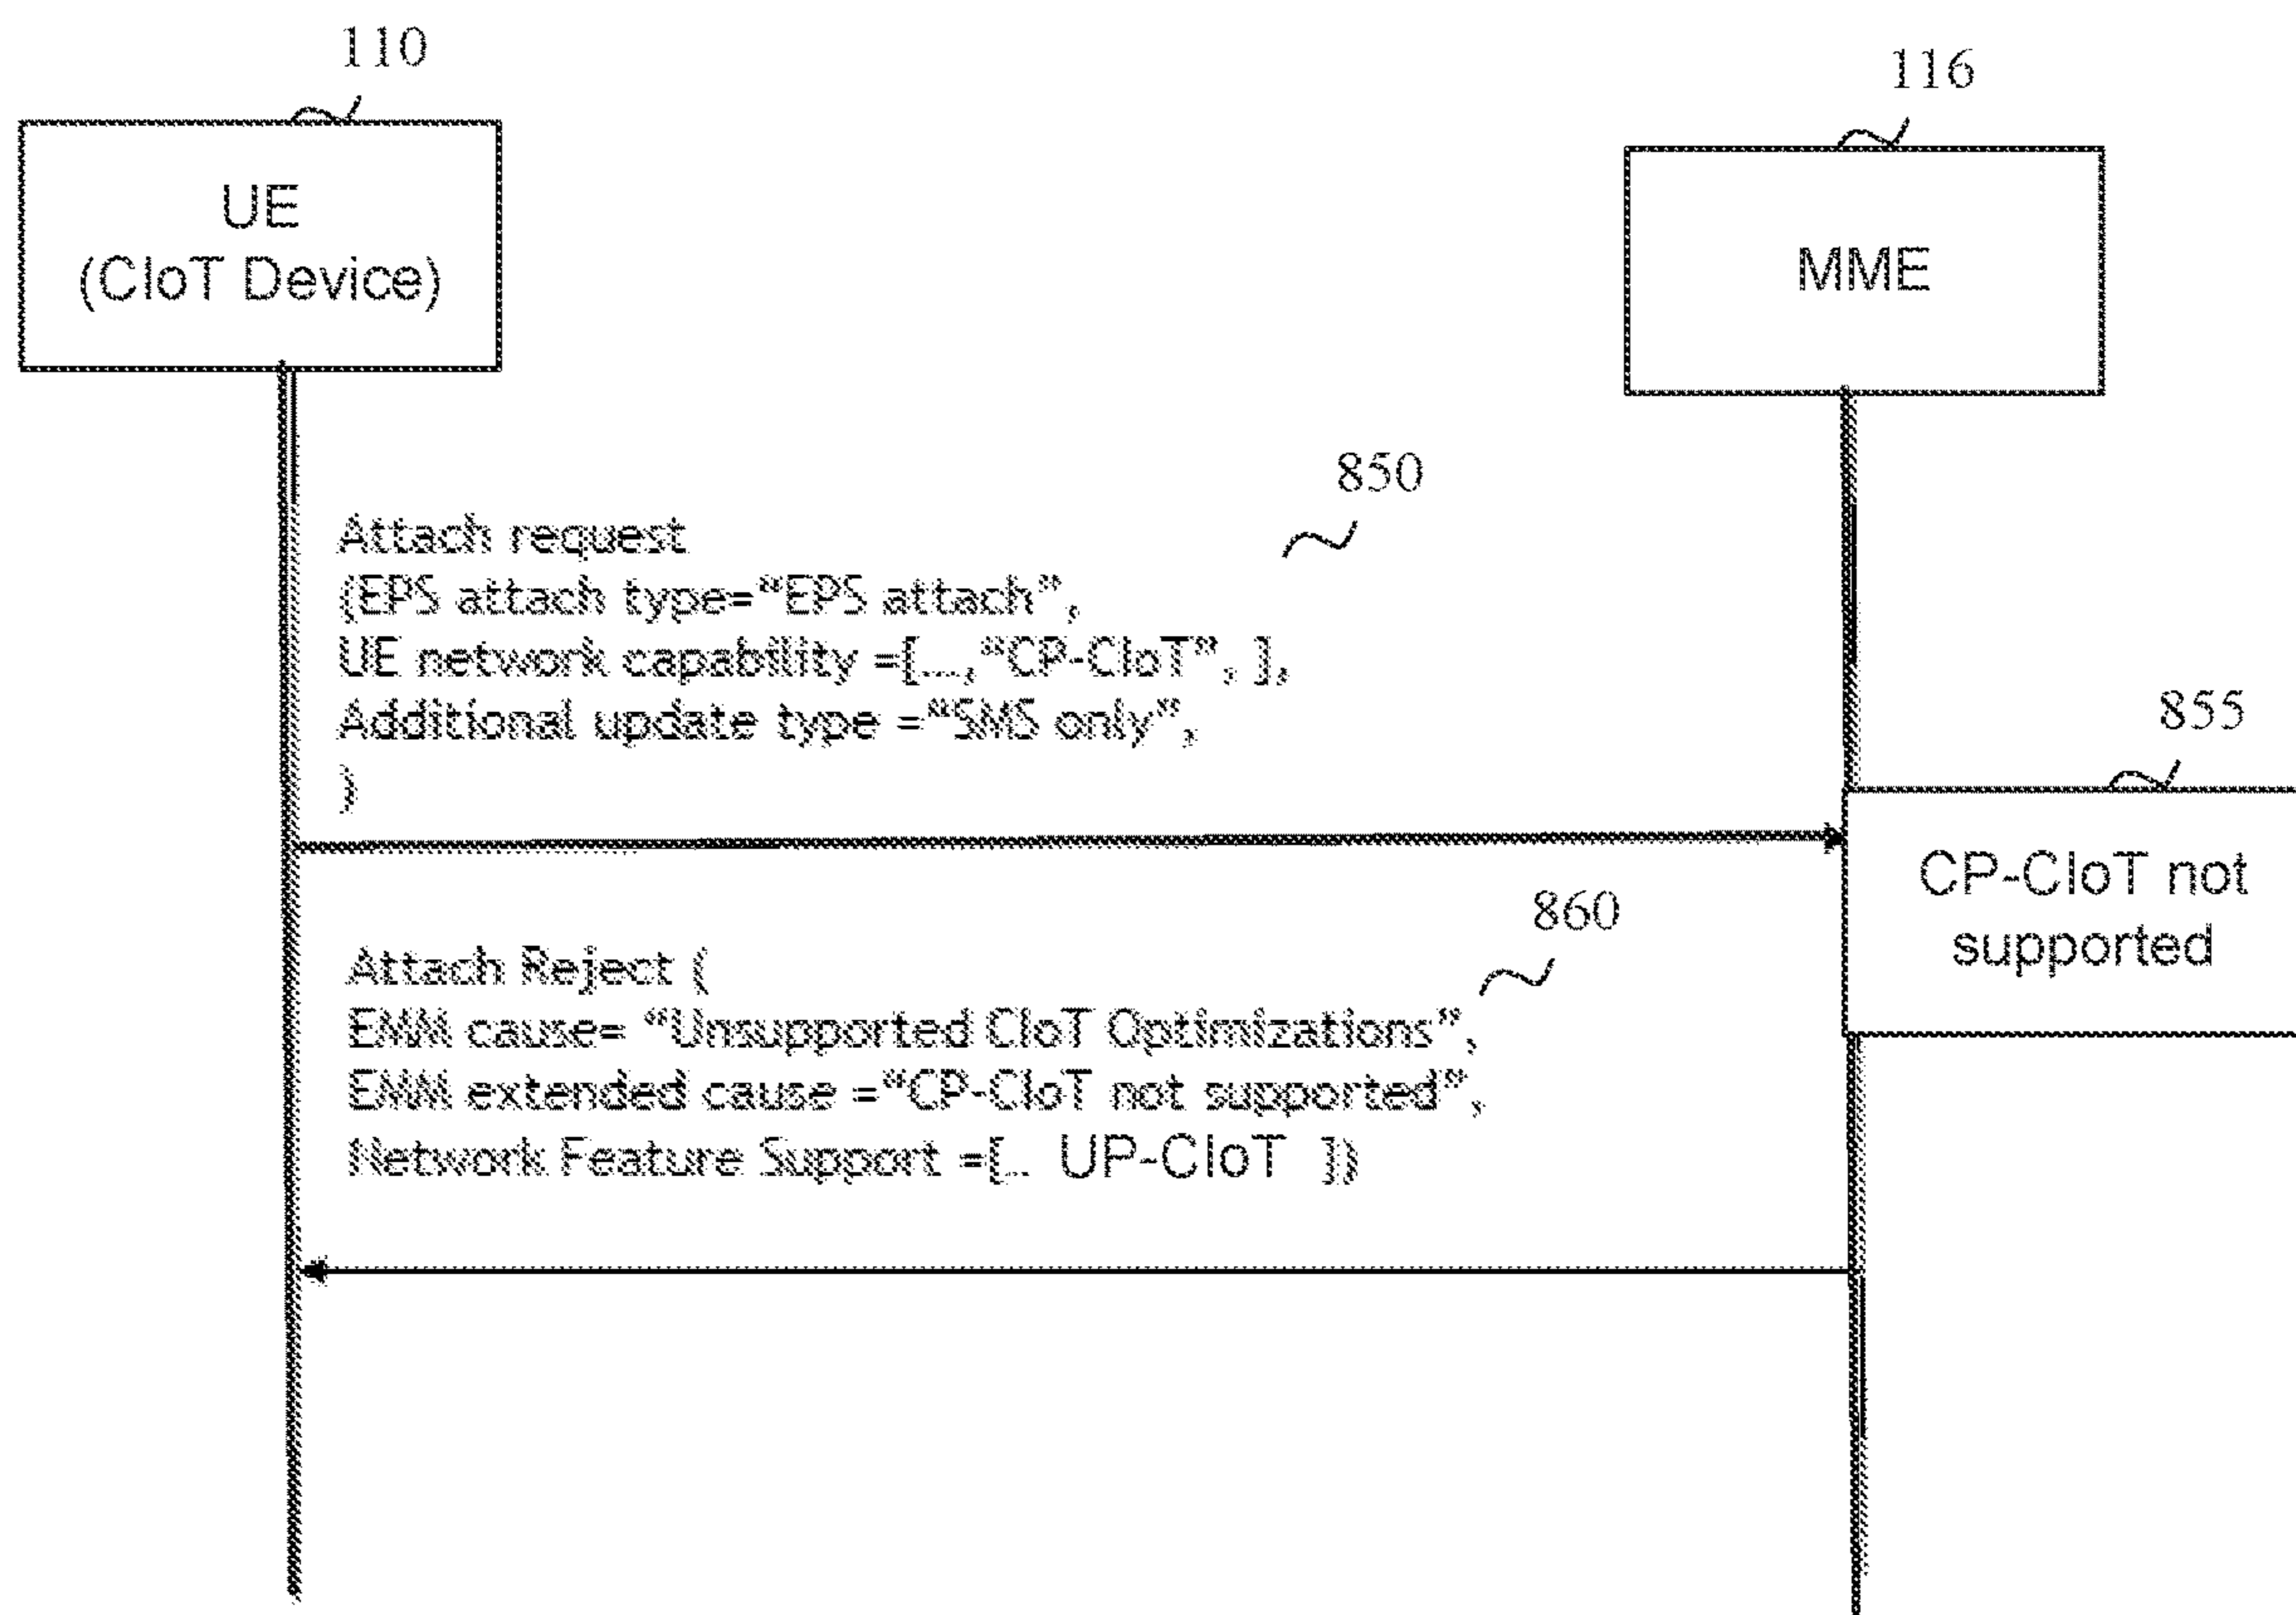 110
116
UE
(CIoT Device)
MME
850
Attach request
(EPS attach type="EPS attach",
UE network capability =[...,"CP-CIoT", ],
Additional update type ="SMS only",
)
855
CP-CIoT not
supported
860
Attach Reject (
EMM cause= "Unsupported CIoT Optimizations",
EMM extended cause ="CP-CIoT not supported",
Network Feature Support =[... UP-CIoT ])